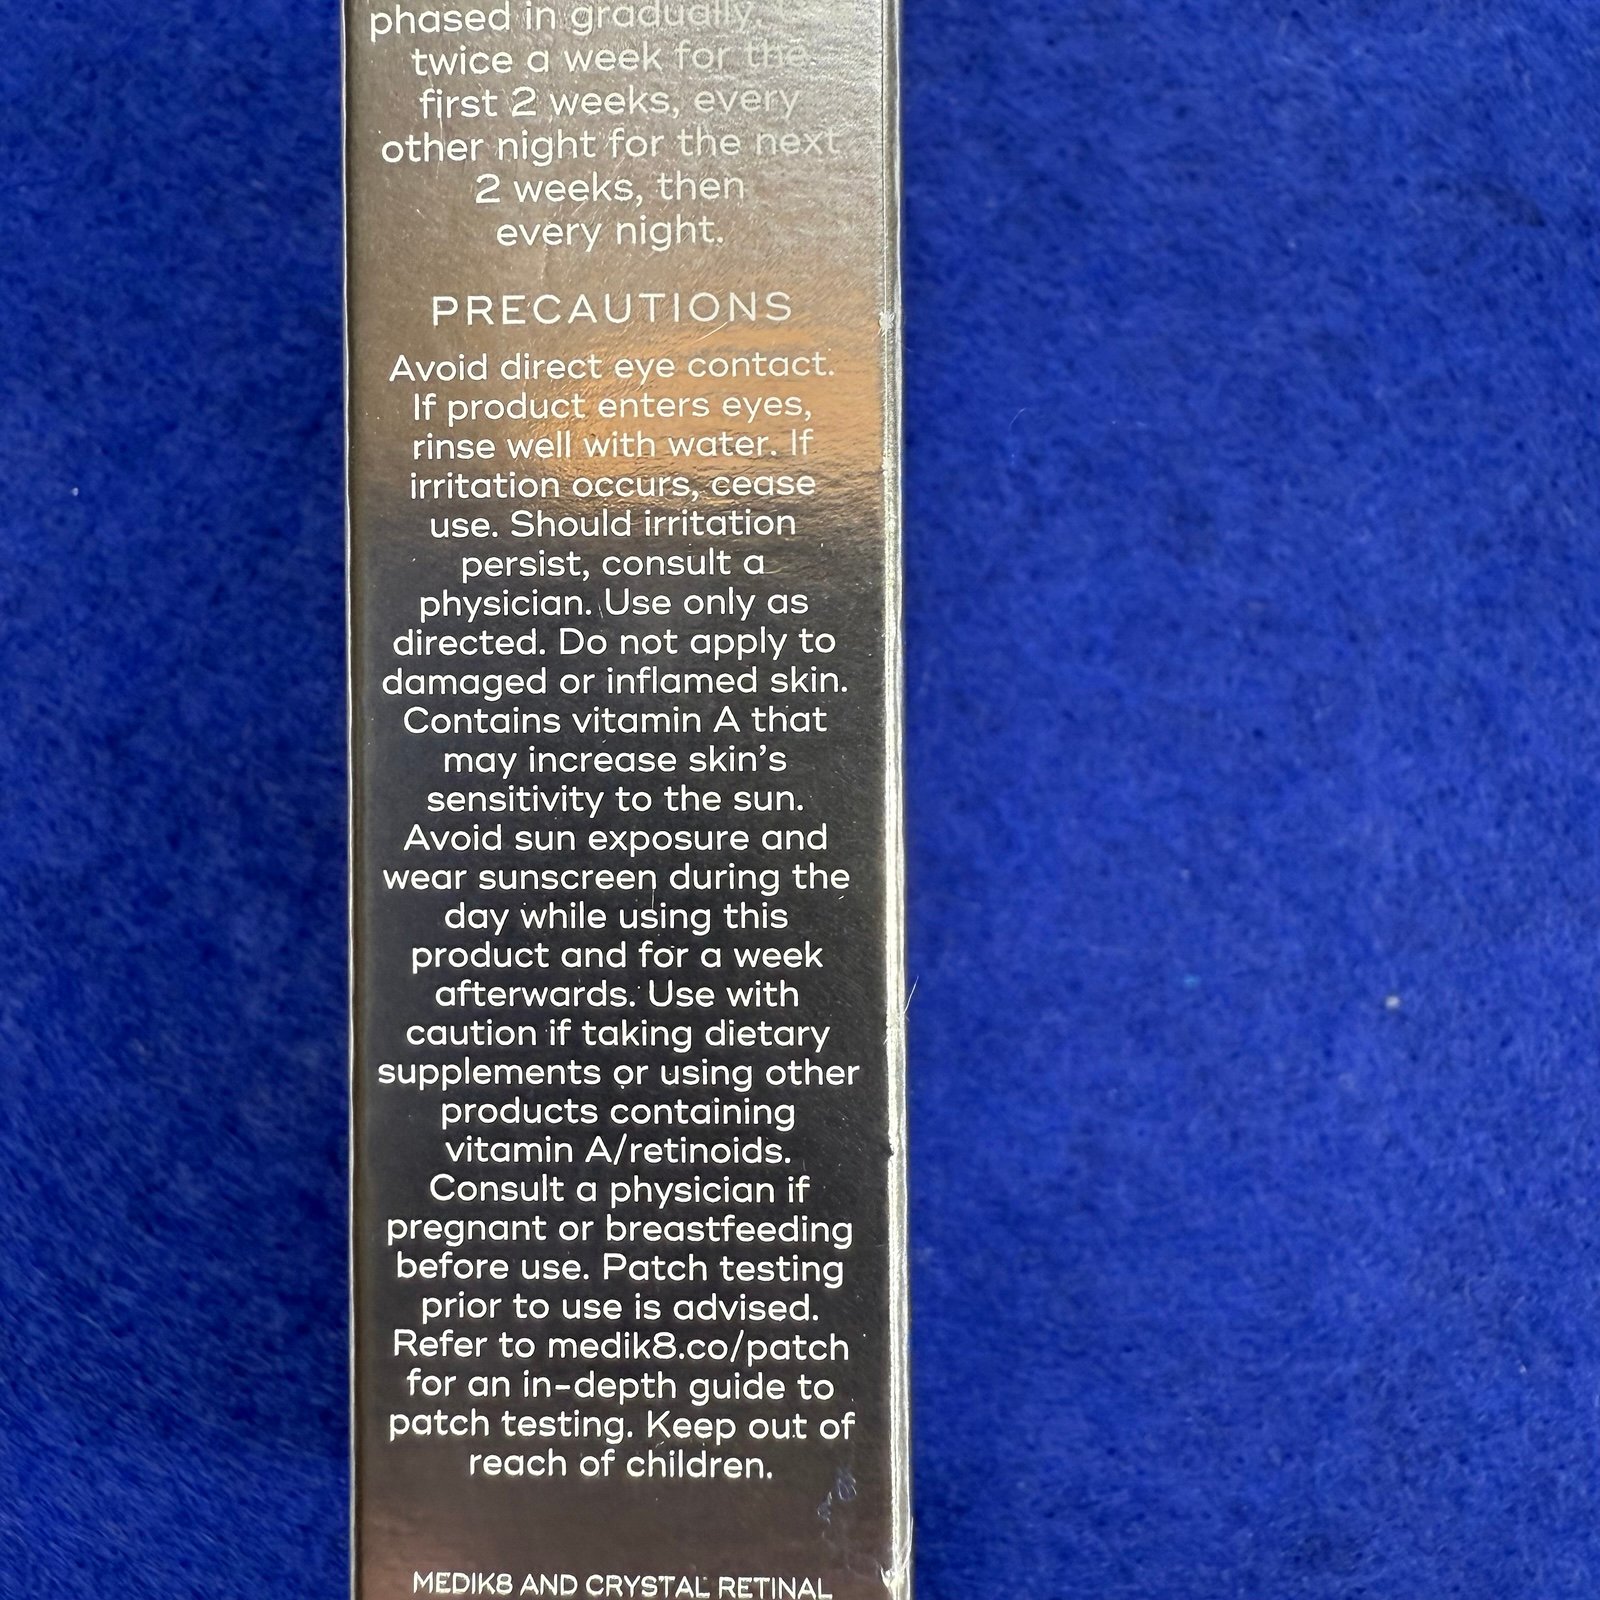 phased in gradually,
twice a week for the
first 2 weeks, every
other night for the next
2 weeks, then
every night.
PRECAUTIONS
Avoid direct eye contact.
If product enters eyes,
rinse well with water. If
irritation occurs, cease
use. Should irritation
persist, consult a
physician. Use only as
directed. Do not apply to
damaged or inflamed skin.
Contains vitamin A that
may increase skin’s
sensitivity to the sun.
Avoid sun exposure and
wear sunscreen during the
day while using this
product and for a week
afterwards. Use with
caution if taking dietary
supplements or using other
products containing
vitamin A/retinoids.
Consult a physician if
pregnant or breastfeeding
before use. Patch testing
prior to use is advised.
Refer to medik8.co/patch
for an in-depth guide to
patch testing. Keep out of
reach of children.
MEDIK8 AND CRYSTAL RETINAL